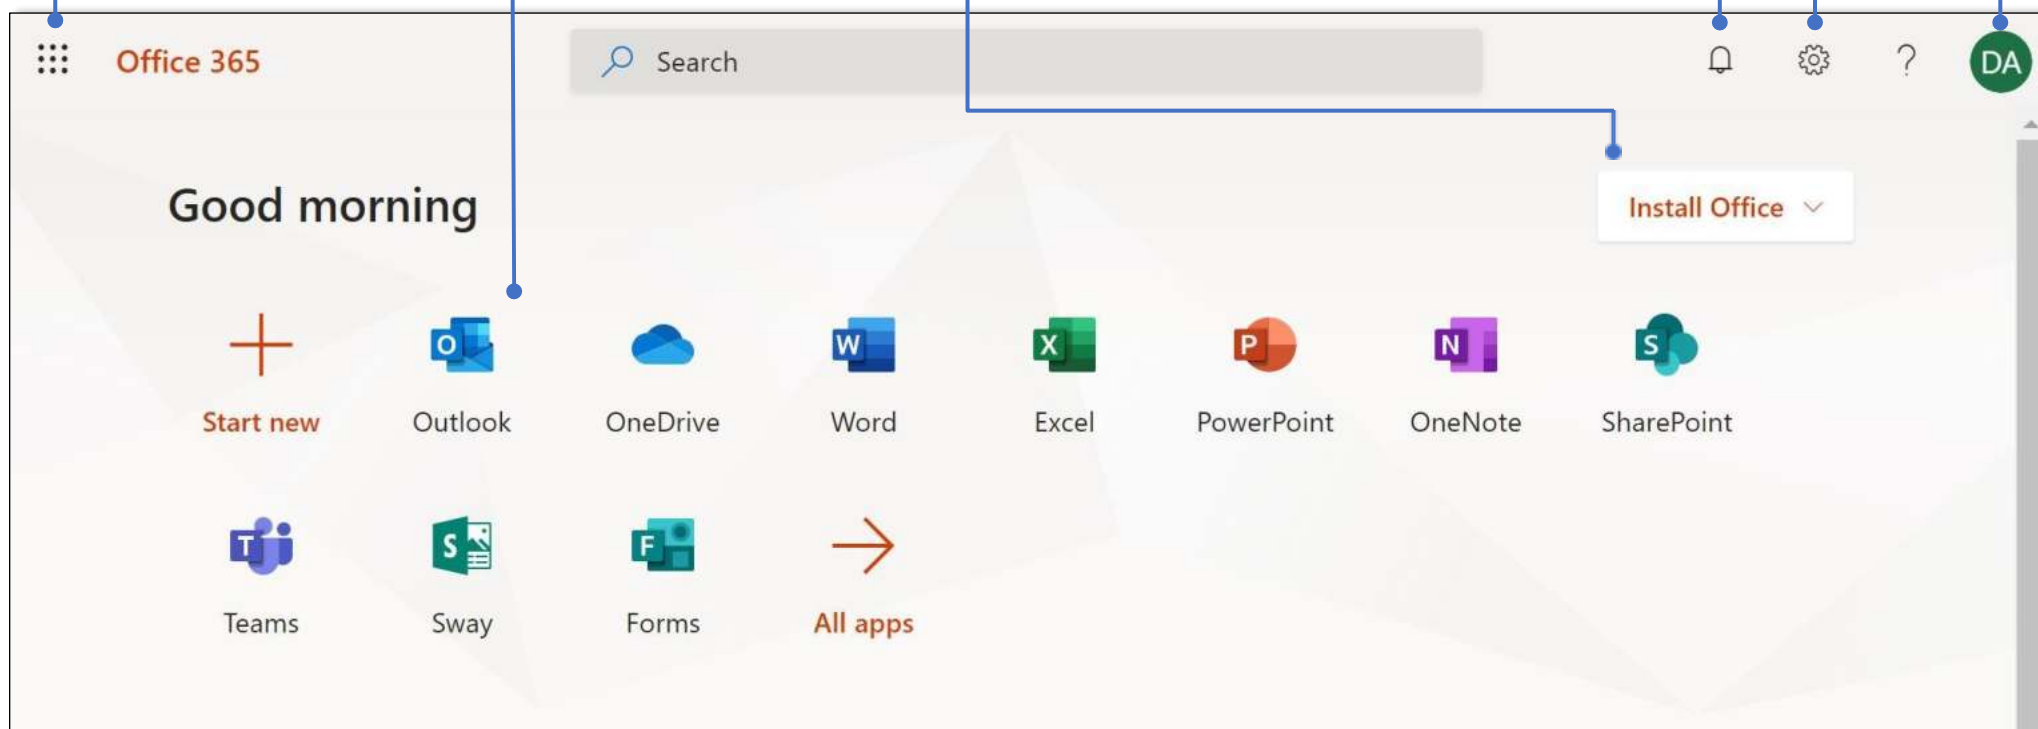 Office 365 Search ? DA
Good morning
Install Office
Start new Outlook OneDrive Word Excel PowerPoint OneNote SharePoint
Teams Sway Forms All apps